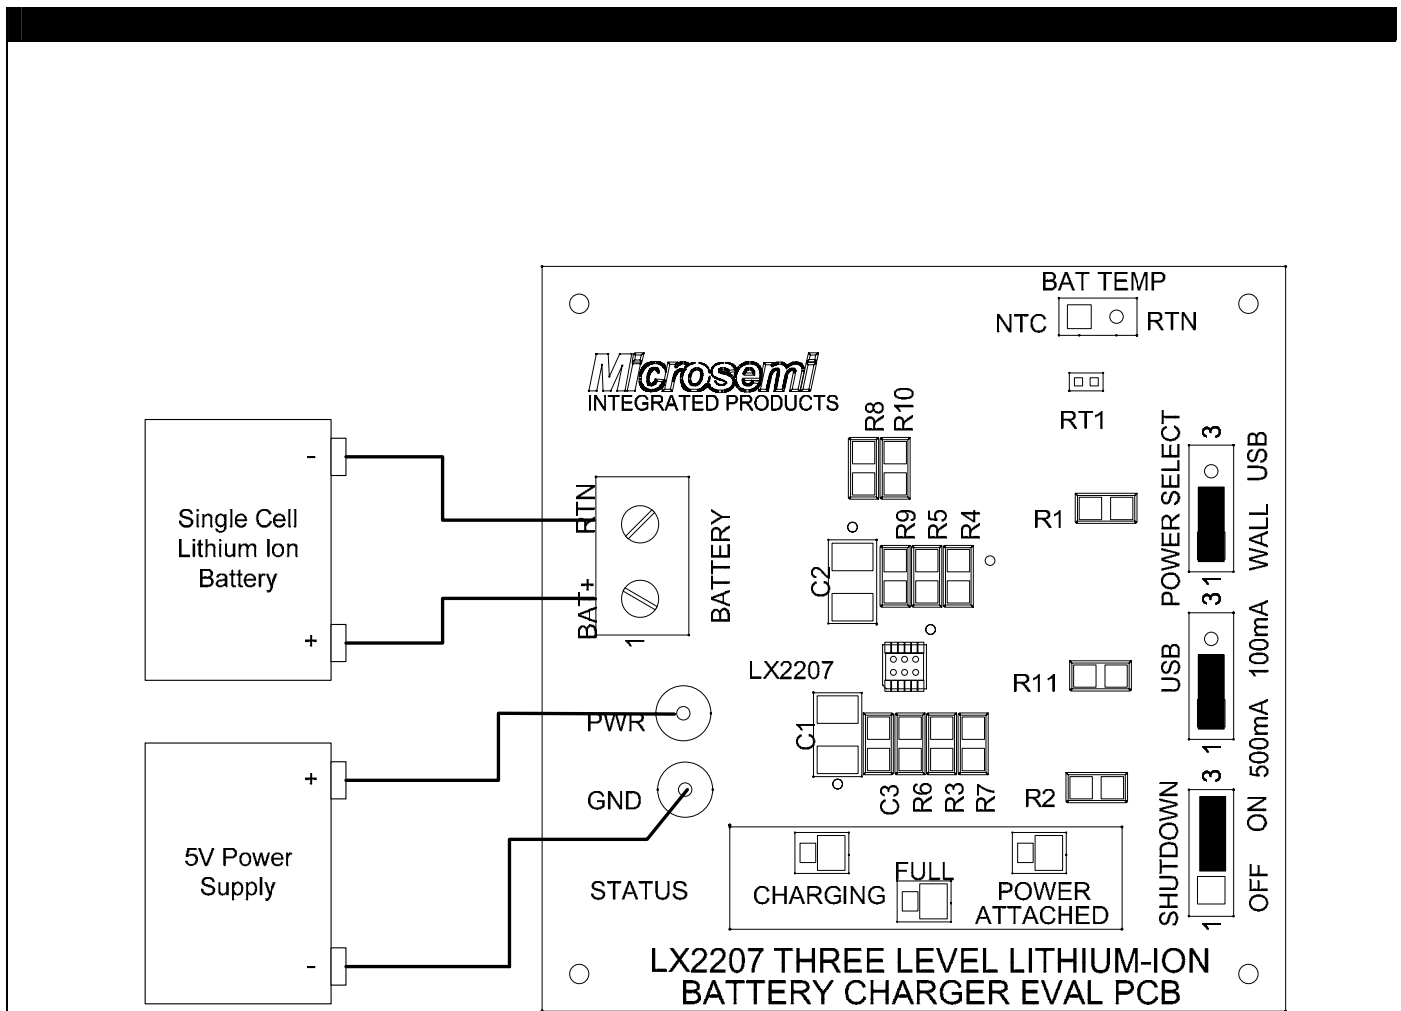 BAT TEMP
NTC
RTN
Microsemi
INTEGRATED PRODUCTS
RT1
R8
R10
POWER SELECT
3
1
USB
WALL
R1
-
Single Cell
Lithium Ion
Battery
+
RTN
BAT+
1
BATTERY
R9
R5
R4
C2
LX2207
USB
3
1
100mA
500mA
R11
PWR
GND
C1
C3
R6
R3
R7
R2
SHUTDOWN
3
1
ON
OFF
+
5V Power
Supply
-
STATUS
CHARGING
FULL
POWER
ATTACHED
LX2207 THREE LEVEL LITHIUM-ION
BATTERY CHARGER EVAL PCB